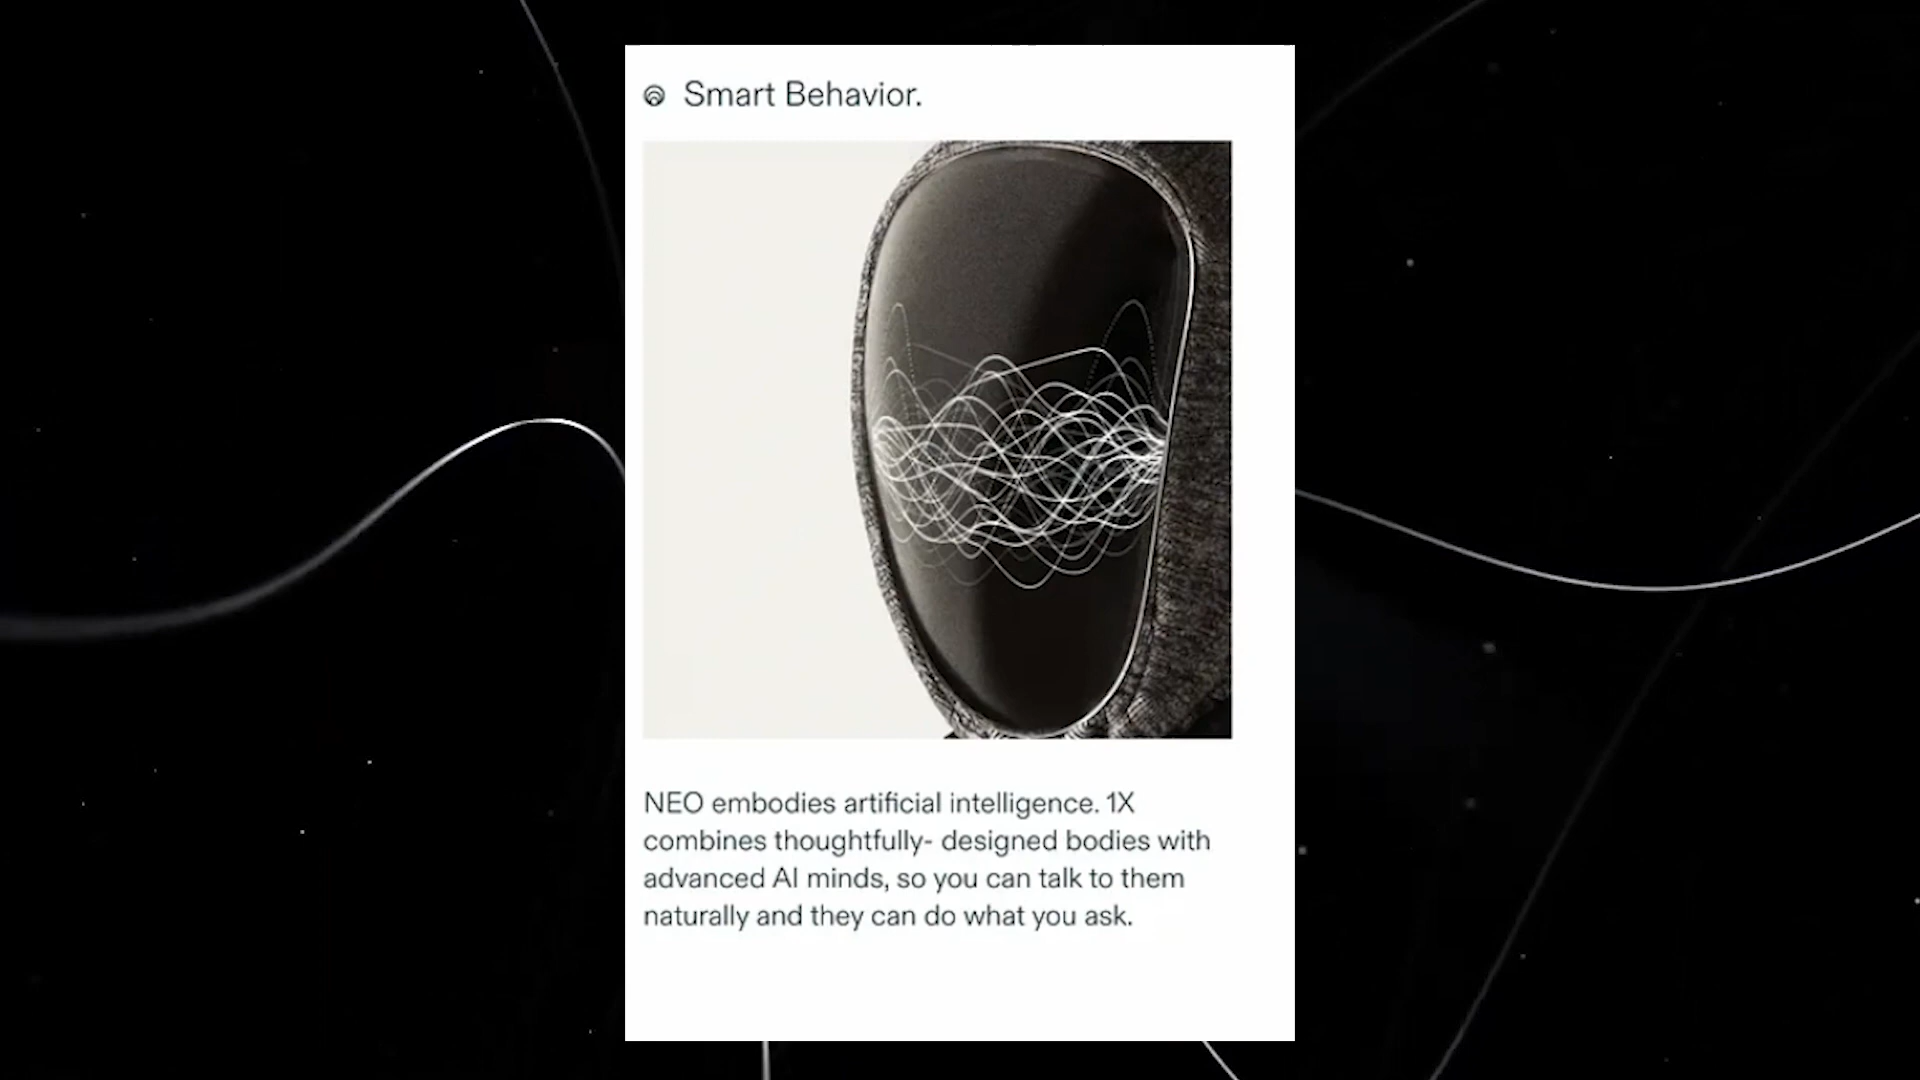 Smart Behavior.
NEO embodies artificial intelligence. 1X
combines thoughtfully- designed bodies with
advanced AI minds, so you can talk to them
naturally and they can do what you ask.